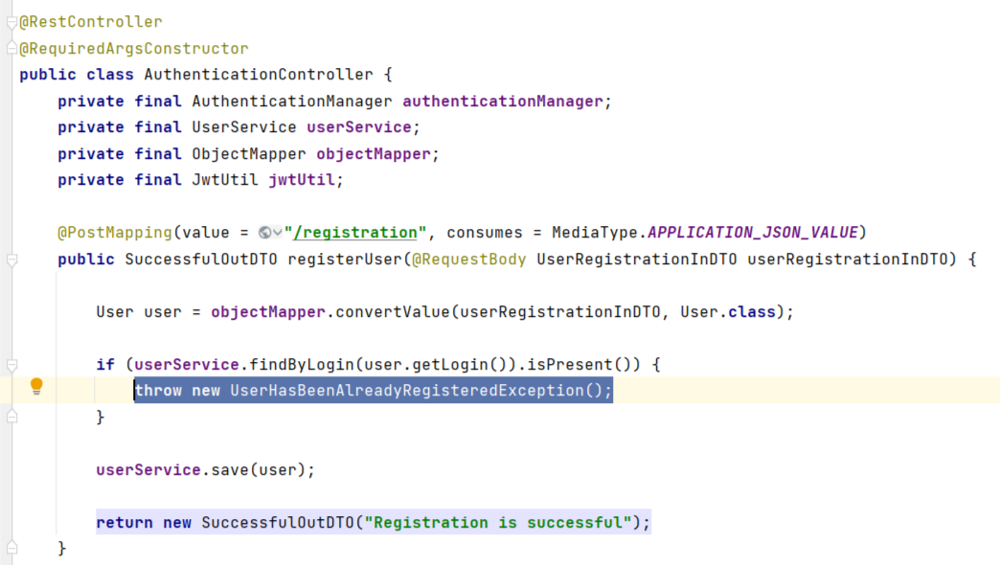 @RestController
@RequiredArgsConstructor
public class AuthenticationController {
    private final AuthenticationManager authenticationManager;
    private final UserService userService;
    private final ObjectMapper objectMapper;
    private final JwtUtil jwtUtil;

    @PostMapping(value = "/registration", consumes = MediaType.APPLICATION_JSON_VALUE)
    public SuccessfulOutDTO registerUser(@RequestBody UserRegistrationInDTO userRegistrationInDTO) {

        User user = objectMapper.convertValue(userRegistrationInDTO, User.class);

        if (userService.findByLogin(user.getLogin()).isPresent()) {
            throw new UserHasBeenAlreadyRegisteredException();
        }

        userService.save(user);

        return new SuccessfulOutDTO("Registration is successful");
    }